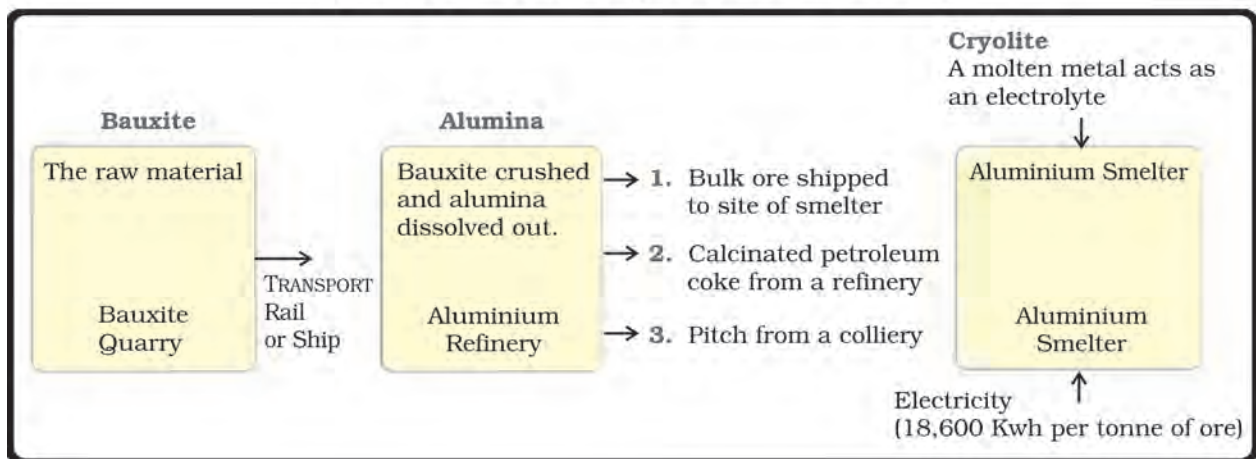 Bauxite
The raw material
Bauxite
Quarry
TRANSPORT
Rail
or Ship
Alumina
Bauxite crushed
and alumina
dissolved out.
Aluminium
Refinery
1. Bulk ore shipped
to site of smelter
2. Calcinated petroleum
coke from a refinery
3. Pitch from a colliery
Cryolite
A molten metal acts as
an electrolyte
Aluminium Smelter
Aluminium
Smelter
Electricity
(18,600 Kwh per tonne of ore)